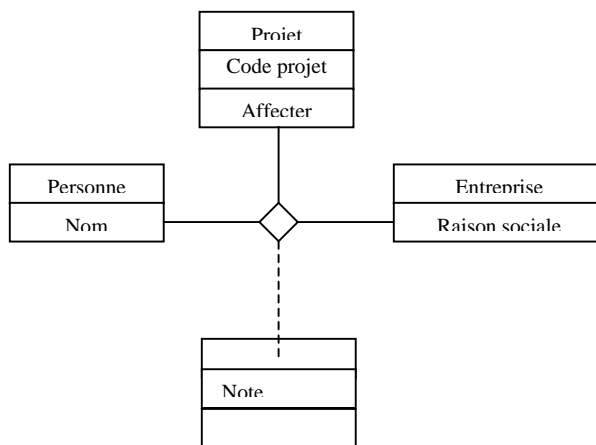 Projet
Code projet
Affecter
Personne
Nom
Entreprise
Raison sociale
Note